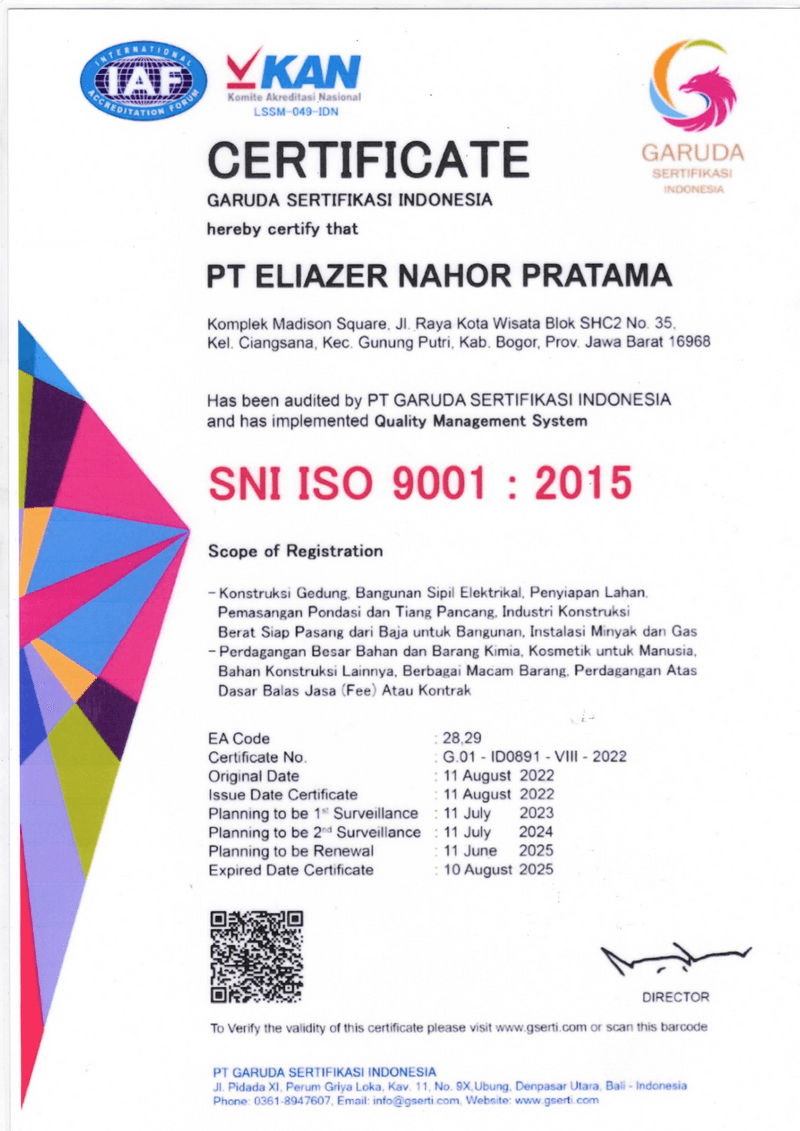 INTERNATIONAL
IAF
ACCREDITATION FORUM
KAN
Komite Akreditasi Nasional
LSSM-049-IDN
GARUDA
SERTIFIKASI
INDONESIA
CERTIFICATE
GARUDA SERTIFIKASI INDONESIA
hereby certify that
PT ELIAZER NAHOR PRATAMA
Komplek Madison Square, Jl. Raya Kota Wisata Blok SHC2 No. 35,
Kel. Ciangsana, Kec. Gunung Putri, Kab. Bogor, Prov. Jawa Barat 16968
Has been audited by PT GARUDA SERTIFIKASI INDONESIA
and has implemented Quality Management System
SNI ISO 9001 : 2015
Scope of Registration
- Konstruksi Gedung, Bangunan Sipil Elektrikal, Penyiapan Lahan,
Pemasangan Pondasi dan Tiang Pancang, Industri Konstruksi
Berat Siap Pasang dari Baja untuk Bangunan, Instalasi Minyak dan Gas
- Perdagangan Besar Bahan dan Barang Kimia, Kosmetik untuk Manusia,
Bahan Konstruksi Lainnya, Berbagai Macam Barang, Perdagangan Atas
Dasar Balas Jasa (Fee) Atau Kontrak
EA Code : 28,29
Certificate No. : G.01 - ID0891 - VIII - 2022
Original Date : 11 August 2022
Issue Date Certificate : 11 August 2022
Planning to be 1st Surveillance : 11 July 2023
Planning to be 2nd Surveillance : 11 July 2024
Planning to be Renewal : 11 June 2025
Expired Date Certificate : 10 August 2025
DIRECTOR
To Verify the validity of this certificate please visit www.gserti.com or scan this barcode
PT GARUDA SERTIFIKASI INDONESIA
Jl. Pidada XI, Perum Griya Loka, Kav. 11, No. 9X,Ubung, Denpasar Utara, Bali - Indonesia
Phone: 0361-8947607, Email: info@gserti.com, Website: www.gserti.com